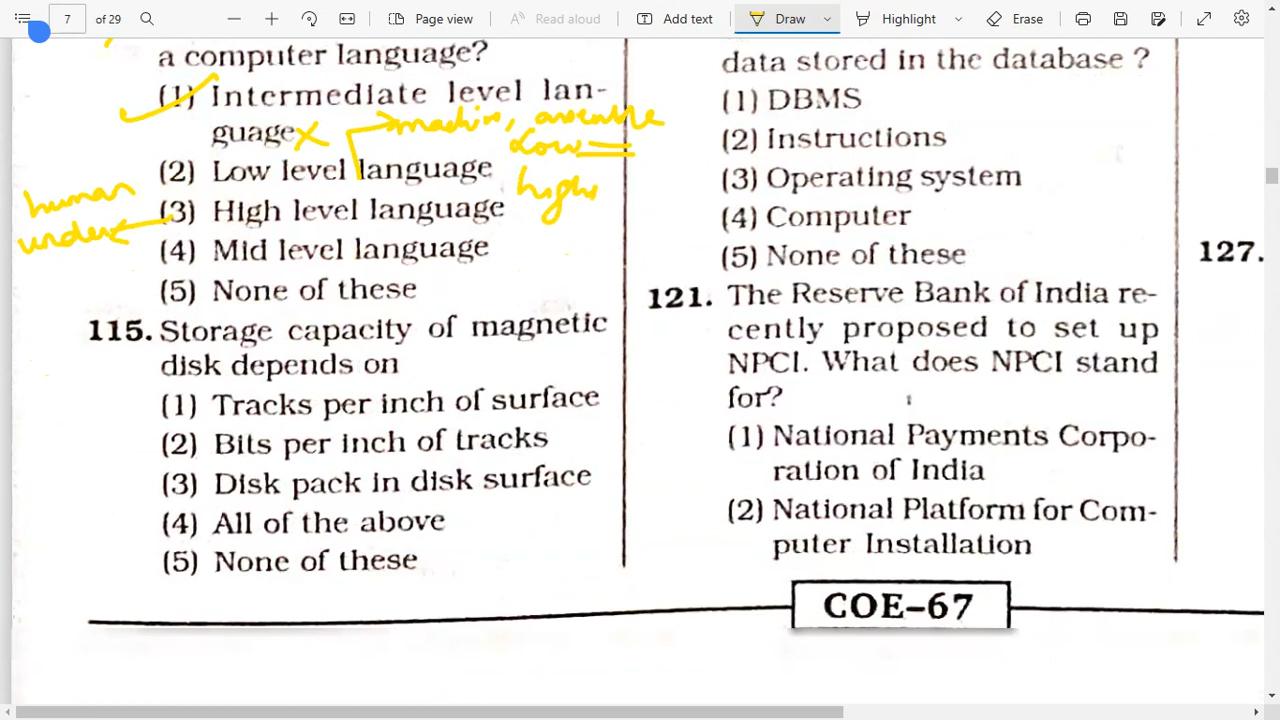 7 of 29
Page view
Read aloud
Add text
Draw
Highlight
Erase
a computer language?
(1) Intermediate level lan-
guage
machine,
Low
(2) Low level language
high
human
(3) High level language
under
(4) Mid level language
(5) None of these
115. Storage capacity of magnetic
disk depends on
(1) Tracks per inch of surface
(2) Bits per inch of tracks
(3) Disk pack in disk surface
(4) All of the above
(5) None of these
data stored in the database ?
(1) DBMS
(2) Instructions
(3) Operating system
(4) Computer
(5) None of these
121. The Reserve Bank of India re-
cently proposed to set up
NPCI. What does NPCI stand
for?
(1) National Payments Corpo-
ration of India
(2) National Platform for Com-
puter Installation
127.
COE-67